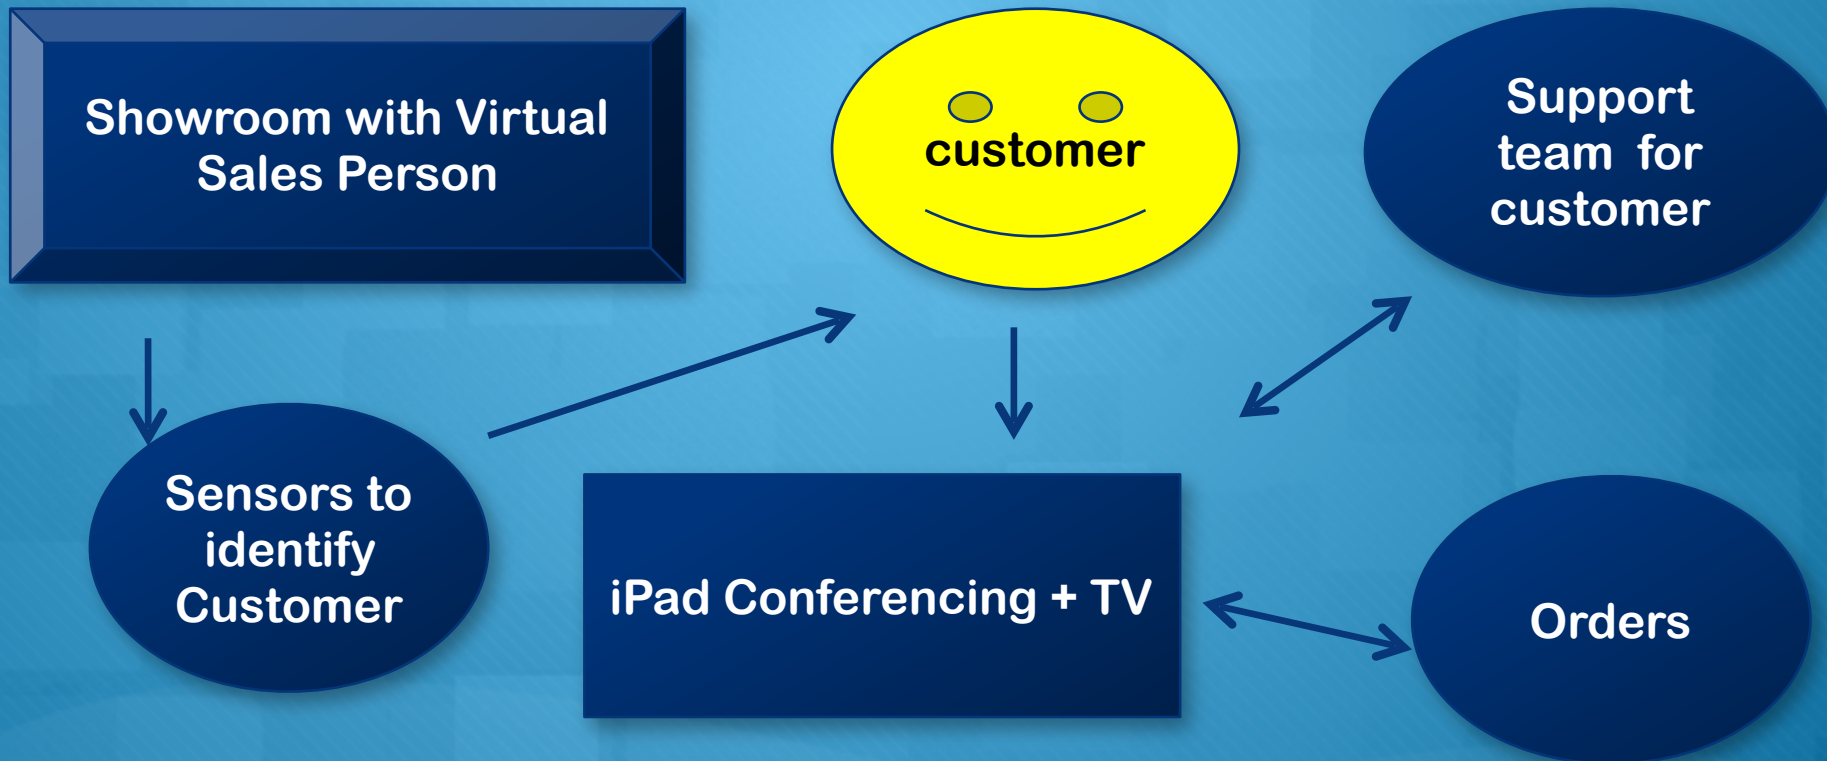 Showroom with Virtual
Sales Person
customer
Support
team for
customer
Sensors to
identify
Customer
iPad Conferencing + TV
Orders